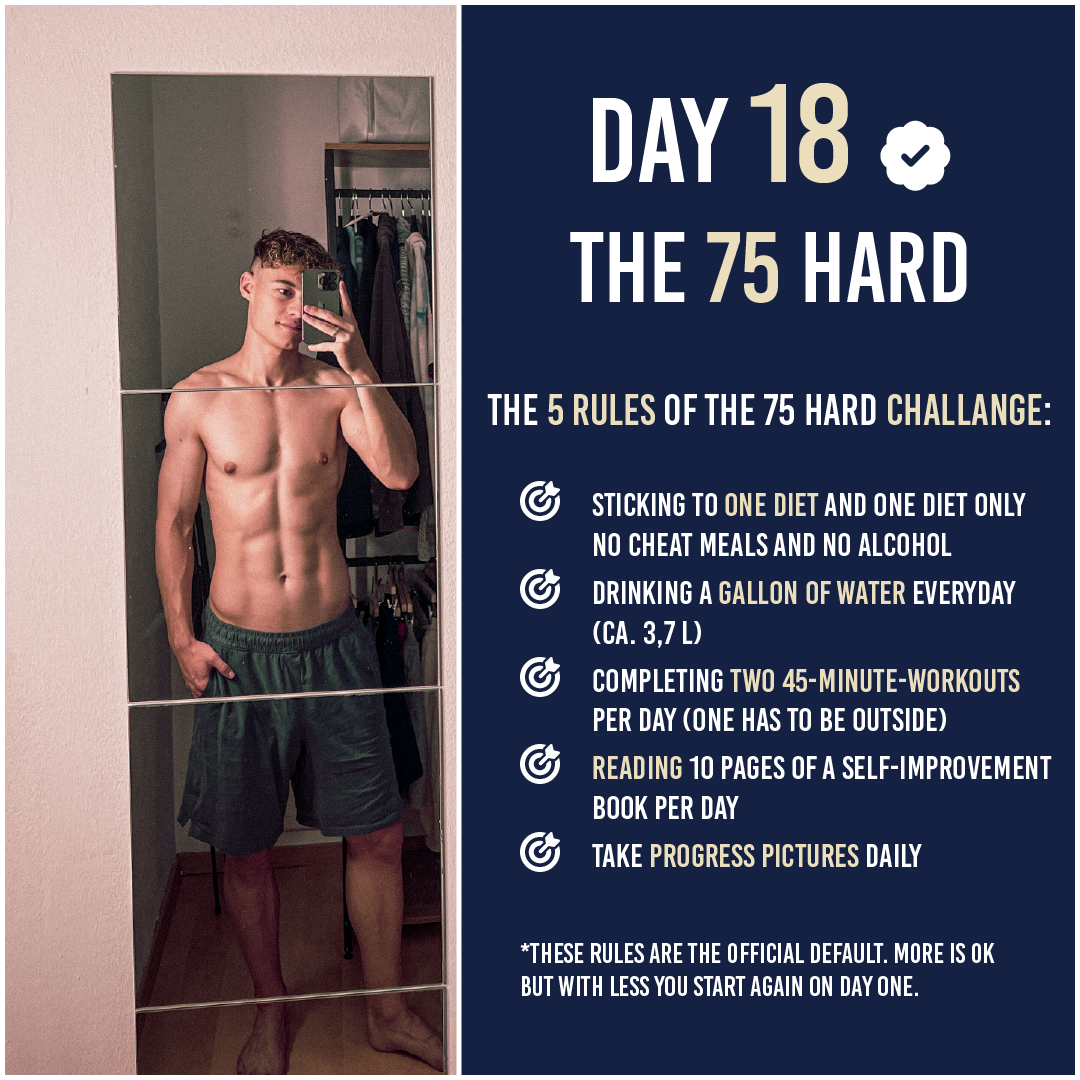 DAY 18
THE 75 HARD
THE 5 RULES OF THE 75 HARD CHALLANGE:
STICKING TO ONE DIET AND ONE DIET ONLY
NO CHEAT MEALS AND NO ALCOHOL
DRINKING A GALLON OF WATER EVERYDAY
(CA. 3,7 L)
COMPLETING TWO 45-MINUTE-WORKOUTS
PER DAY (ONE HAS TO BE OUTSIDE)
READING 10 PAGES OF A SELF-IMPROVEMENT
BOOK PER DAY
TAKE PROGRESS PICTURES DAILY
*THESE RULES ARE THE OFFICIAL DEFAULT. MORE IS OK
BUT WITH LESS YOU START AGAIN ON DAY ONE.